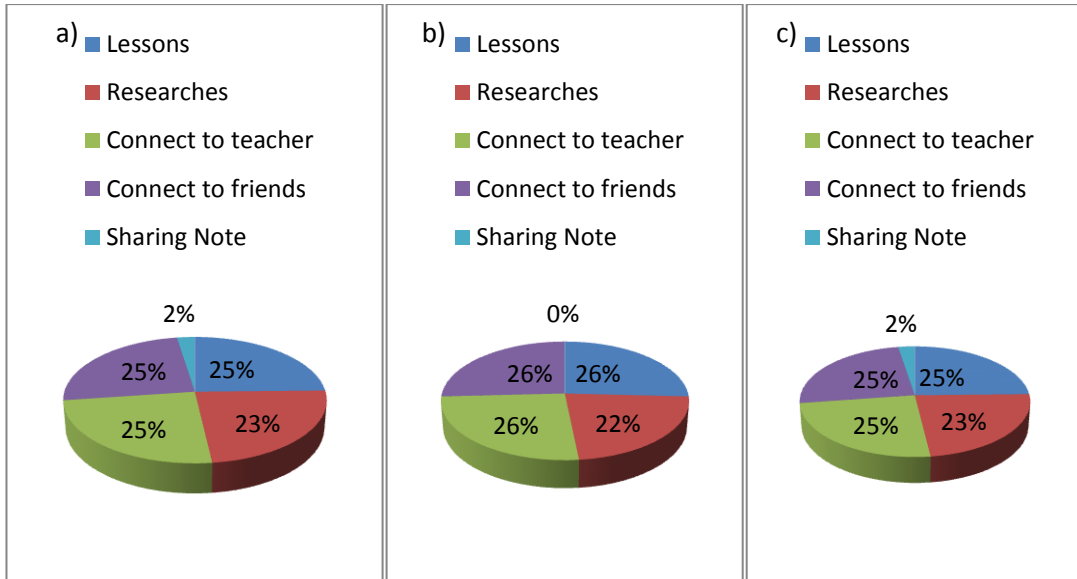 a)
Lessons
Researches
Connect to teacher
Connect to friends
Sharing Note
2%
25%
25%
25%
23%
b)
Lessons
Researches
Connect to teacher
Connect to friends
Sharing Note
0%
26%
26%
26%
22%
c)
Lessons
Researches
Connect to teacher
Connect to friends
Sharing Note
2%
25%
25%
25%
23%